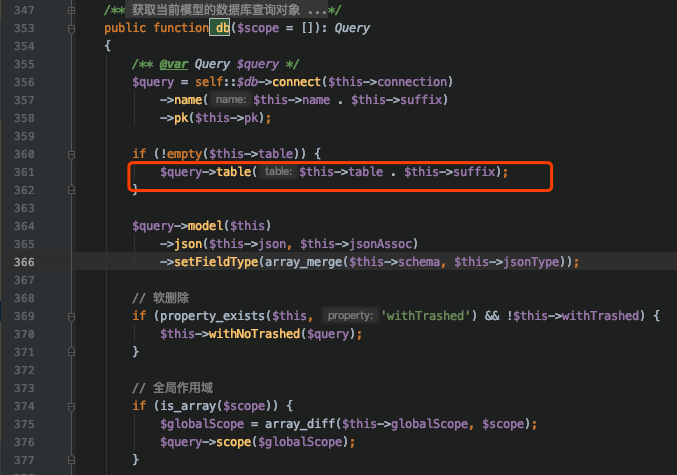 347 /** 获取当前模型的数据库查询对象 ...*/
353 public function db($scope = []): Query
354 {
355 /** @var Query $query */
356 $query = self::$db->connect($this->connection)
357 ->name( name: $this->name . $this->suffix)
358 ->pk($this->pk);
359
360 if (!empty($this->table)) {
361 $query->table( table: $this->table . $this->suffix);
362 }
363
364 $query->model($this)
365 ->json($this->json, $this->jsonAssoc)
366 ->setFieldType(array_merge($this->schema, $this->jsonType));
367
368 // 软删除
369 if (property_exists($this, property: 'withTrashed') && !$this->withTrashed) {
370 $this->withNoTrashed($query);
371 }
372
373 // 全局作用域
374 if (is_array($scope)) {
375 $globalScope = array_diff($this->globalScope, $scope);
376 $query->scope($globalScope);
377 }